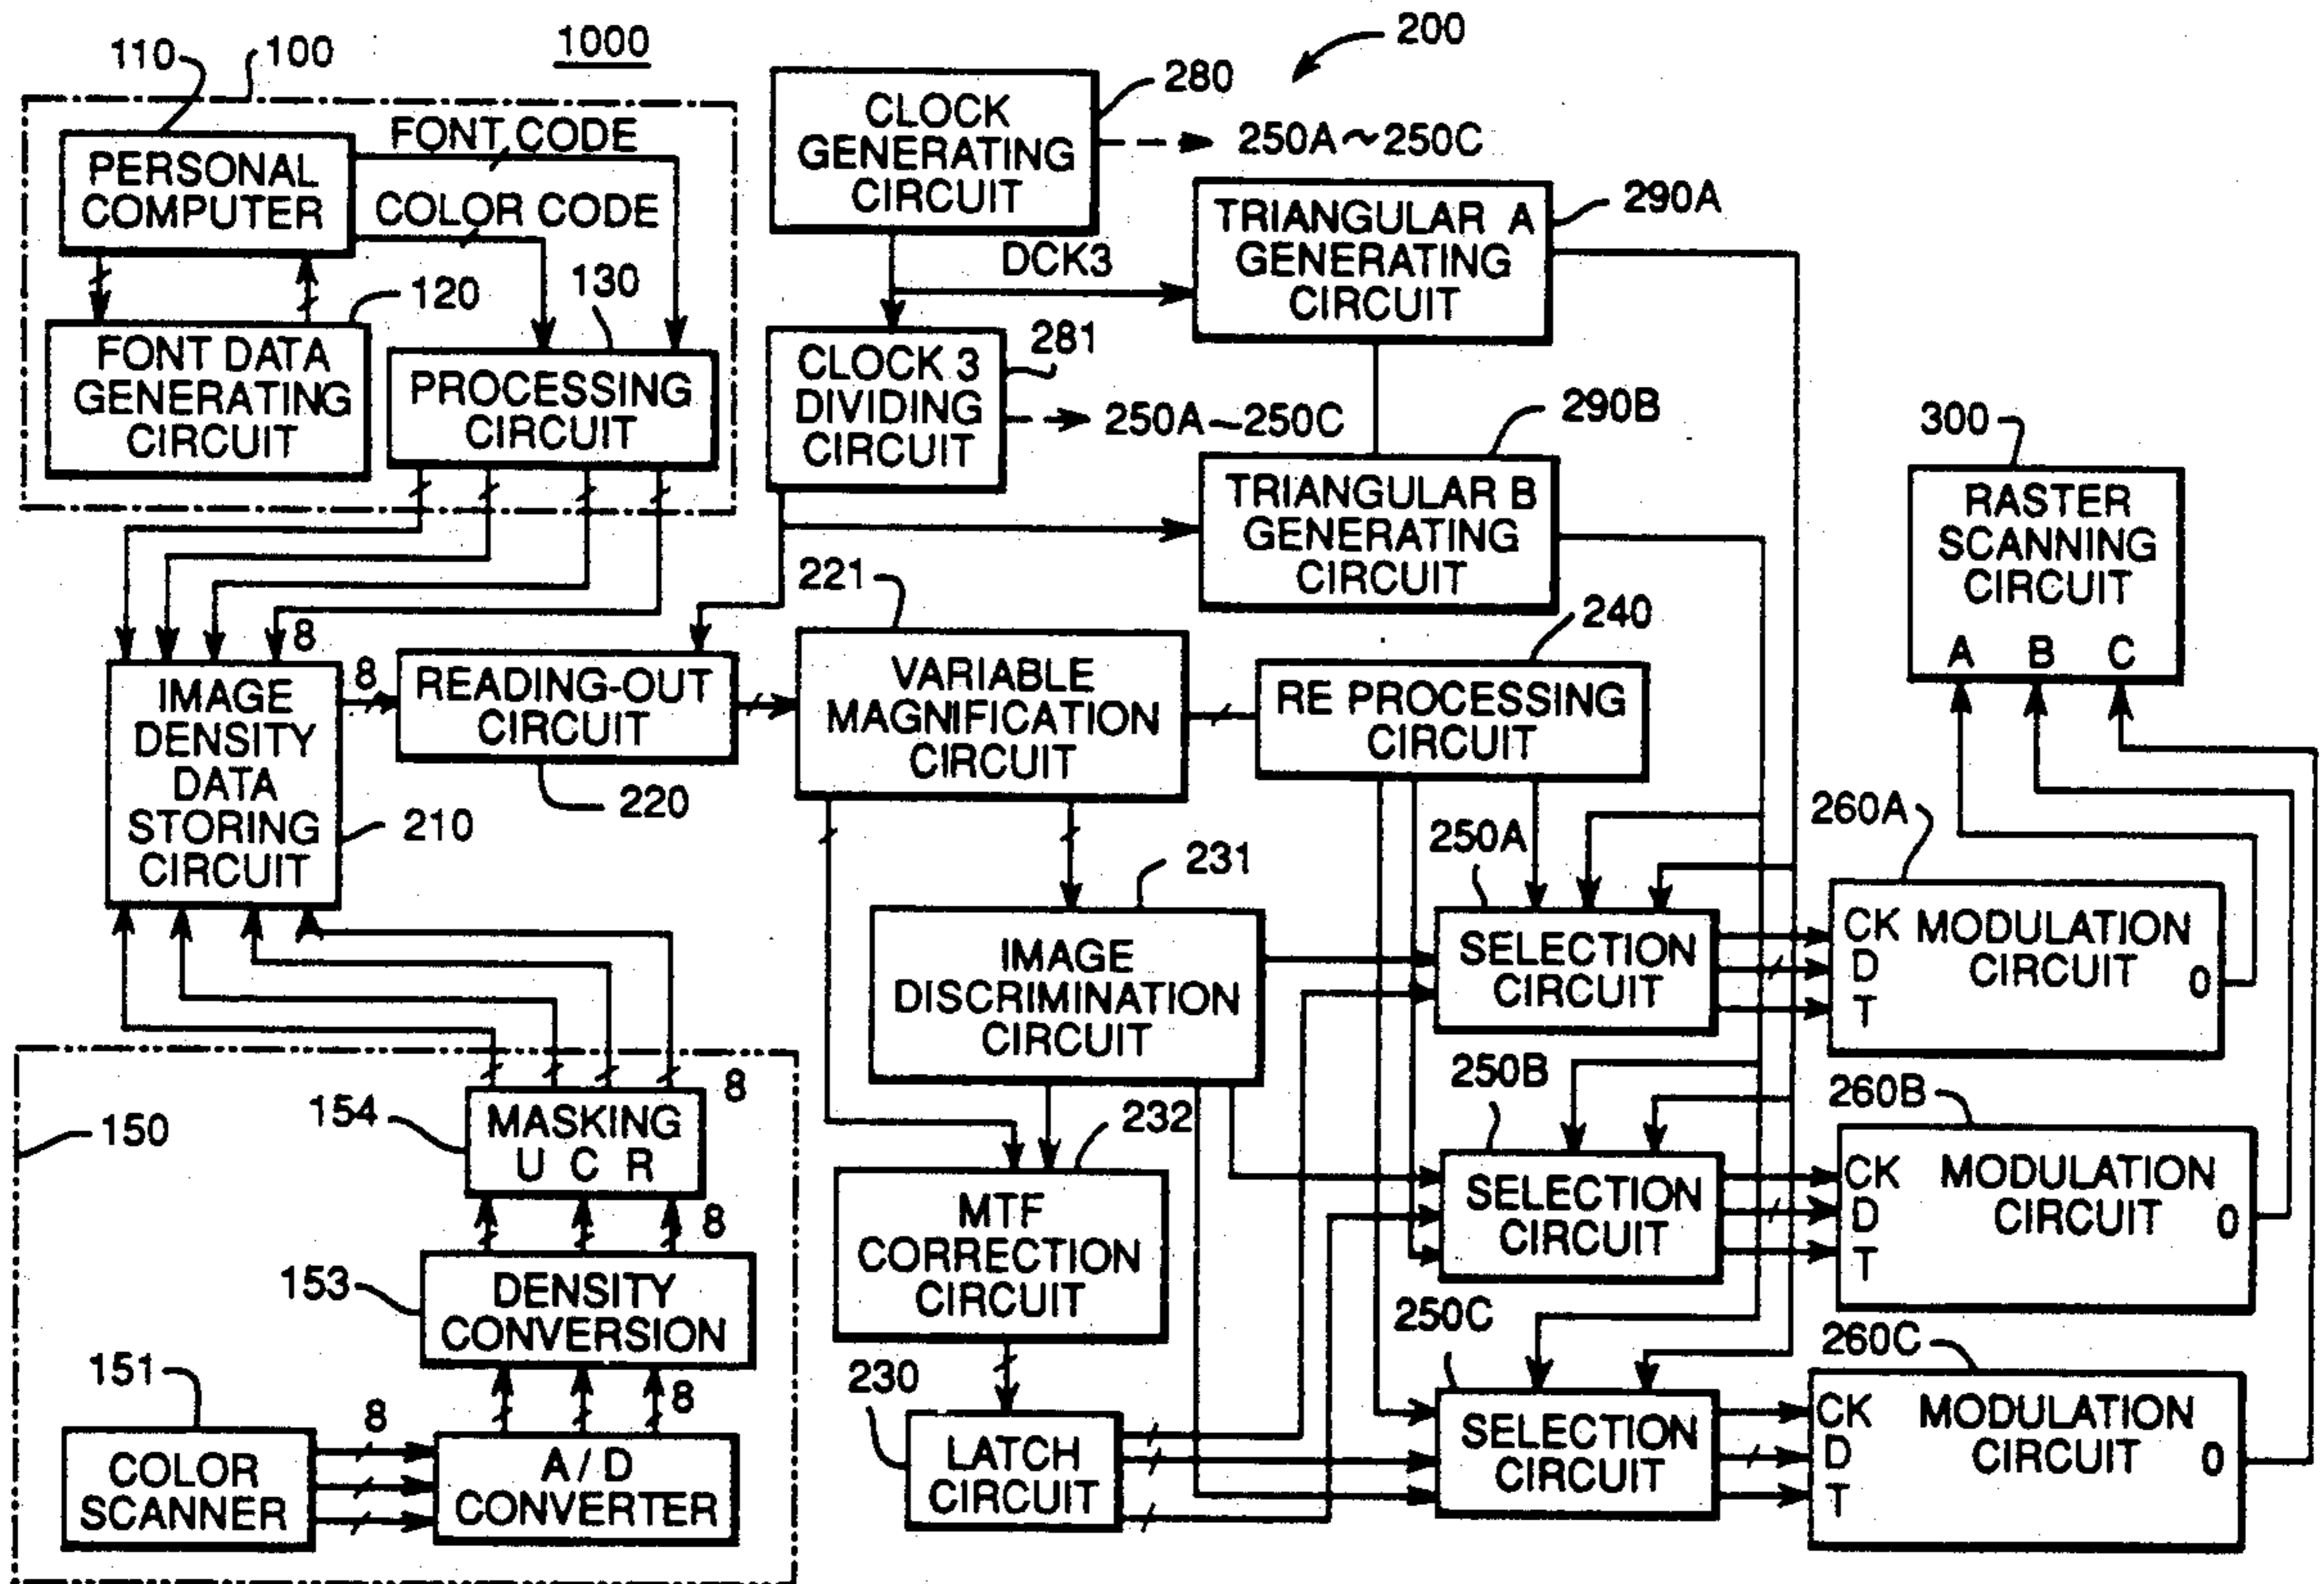 1000
200
110
100
FONT CODE
PERSONAL
COMPUTER
COLOR CODE
120
130
FONT DATA
GENERATING
CIRCUIT
PROCESSING
CIRCUIT
CLOCK
GENERATING
CIRCUIT
280
250A~250C
DCK3
CLOCK 3
DIVIDING
CIRCUIT
281
250A~250C
TRIANGULAR A
GENERATING
CIRCUIT
290A
TRIANGULAR B
GENERATING
CIRCUIT
290B
300
RASTER
SCANNING
CIRCUIT
A B C
8
IMAGE
DENSITY
DATA
STORING
CIRCUIT
210
8
READING-OUT
CIRCUIT
220
221
VARIABLE
MAGNIFICATION
CIRCUIT
240
RE PROCESSING
CIRCUIT
231
IMAGE
DISCRIMINATION
CIRCUIT
232
MTF
CORRECTION
CIRCUIT
230
LATCH
CIRCUIT
250A
SELECTION
CIRCUIT
260A
CK MODULATION
D CIRCUIT
T
0
250B
SELECTION
CIRCUIT
260B
CK MODULATION
D CIRCUIT
T
0
250C
SELECTION
CIRCUIT
260C
CK MODULATION
D CIRCUIT
T
0
150
8
154
MASKING
U C R
8
153
DENSITY
CONVERSION
8
151
COLOR
SCANNER
8
A/D
CONVERTER